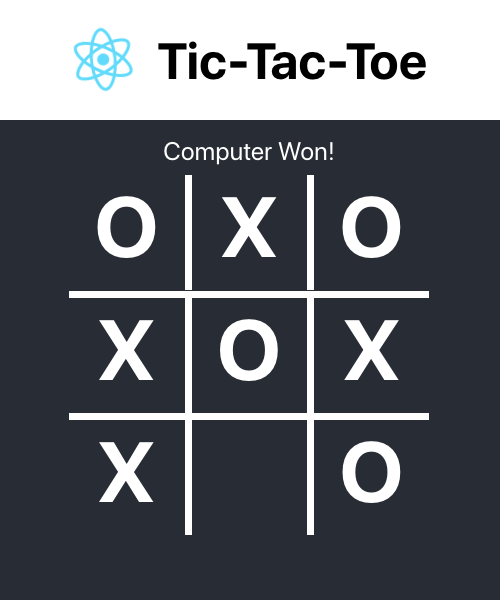 Tic-Tac-Toe
Computer Won!
O X O
X O X
X O